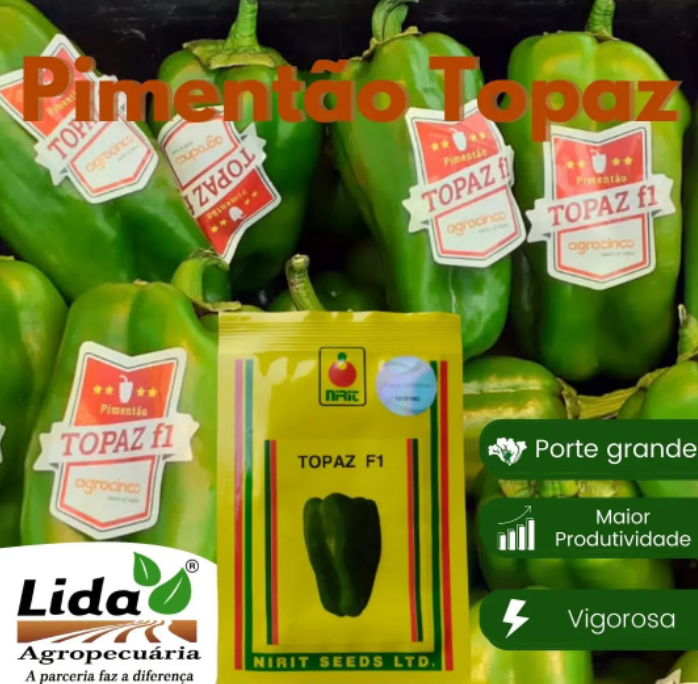 Pimentão Topaz
Pimentão
TOPAZ
agrocinco
Pimentão
TOPAZ f1
agrocinco
Pimentão
TOPAZ f1
agrocinco
Pimentão
TOPAZ f1
agrocinco
Pimentão
TOPAZ f1
agrocinco
NIRIT
TOPAZ F1
NIRIT SEEDS LTD.
Porte grande
Maior
Produtividade
Vigorosa
Lida ®
Agropecuária
A parceria faz a diferença